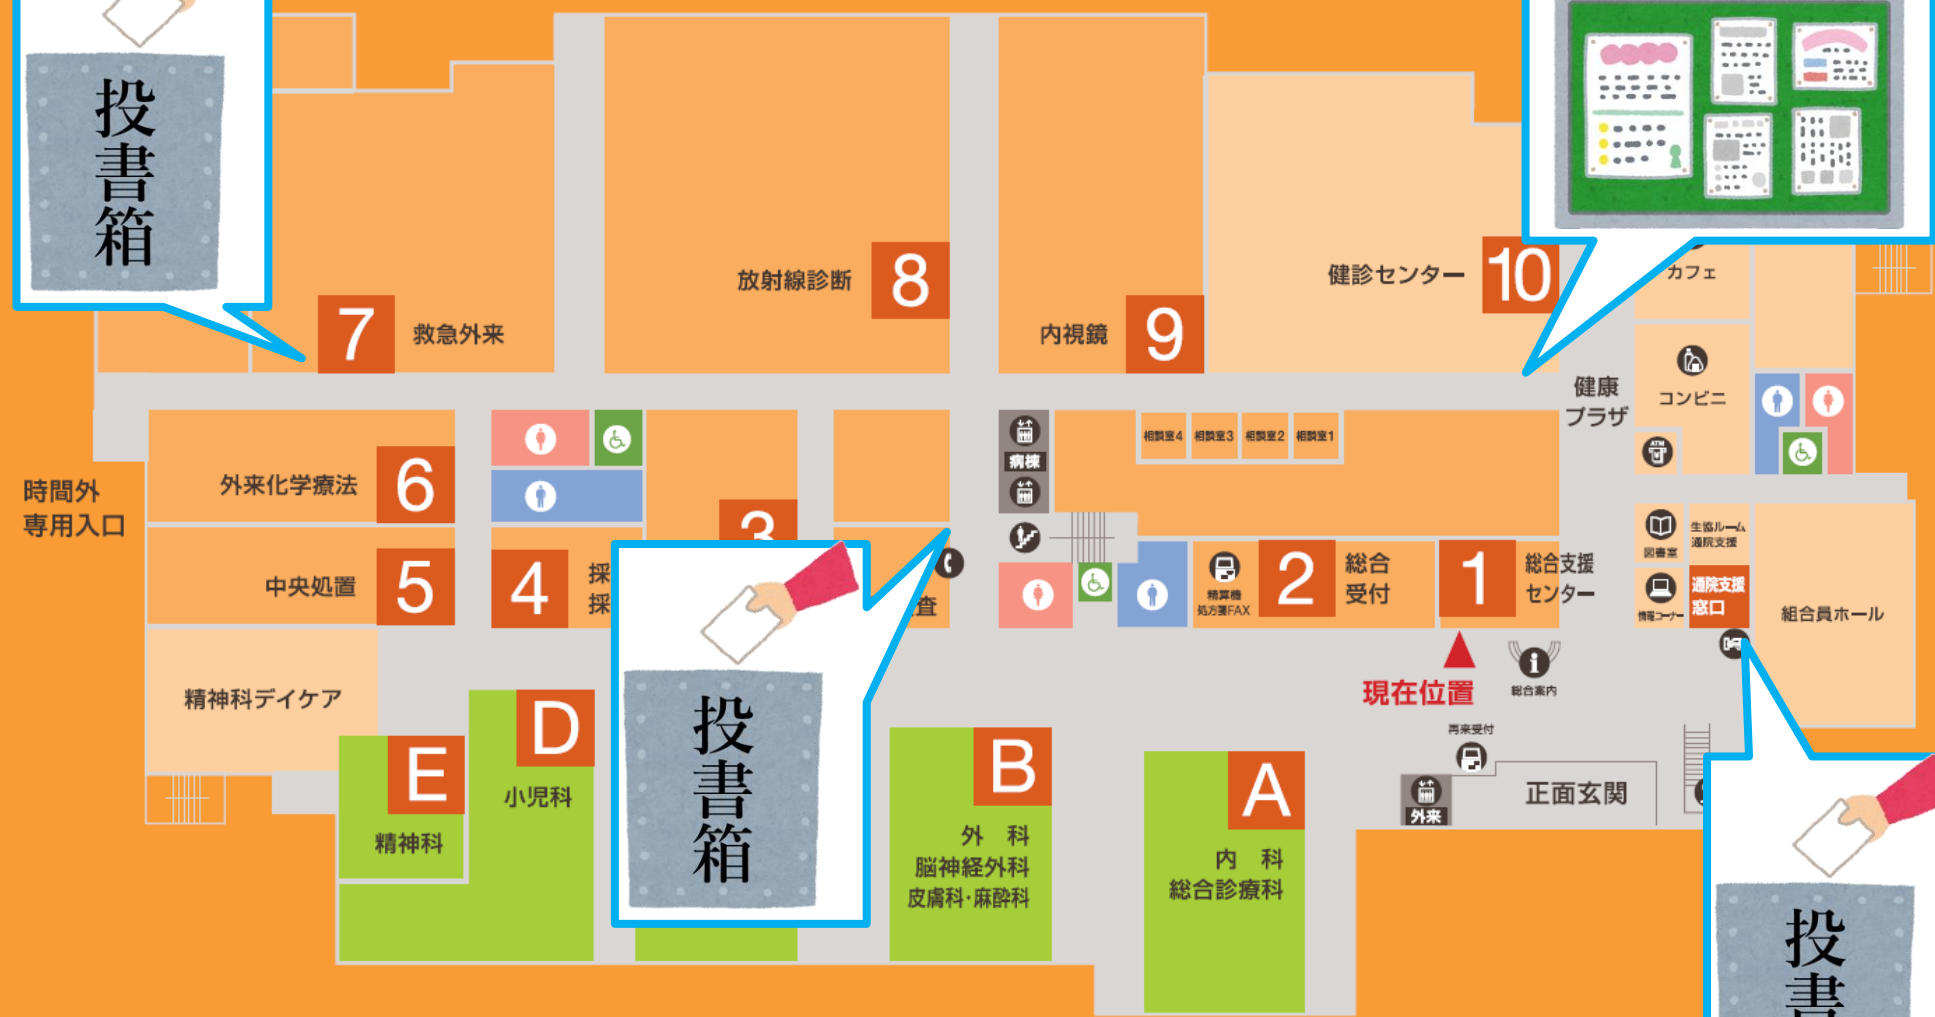 投書箱
7
救急外来
放射線診断
8
内視鏡
9
健診センター
10
カフェ
コンビニ
ATM
健康
プラザ
時間外
専用入口
外来化学療法
6
中央処置
5
4
採
採
3
査
病棟
相談室4
相談室3
相談室2
相談室1
精算機
処方箋FAX
2
総合
受付
1
総合支援
センター
図書室
情報コーナー
生協ルーム
通院支援
通院支援
窓口
組合員ホール
現在位置
総合案内
再来受付
外来
正面玄関
精神科デイケア
E
精神科
D
小児科
投書箱
B
外 科
脳神経外科
皮膚科・麻酔科
A
内 科
総合診療科
投書